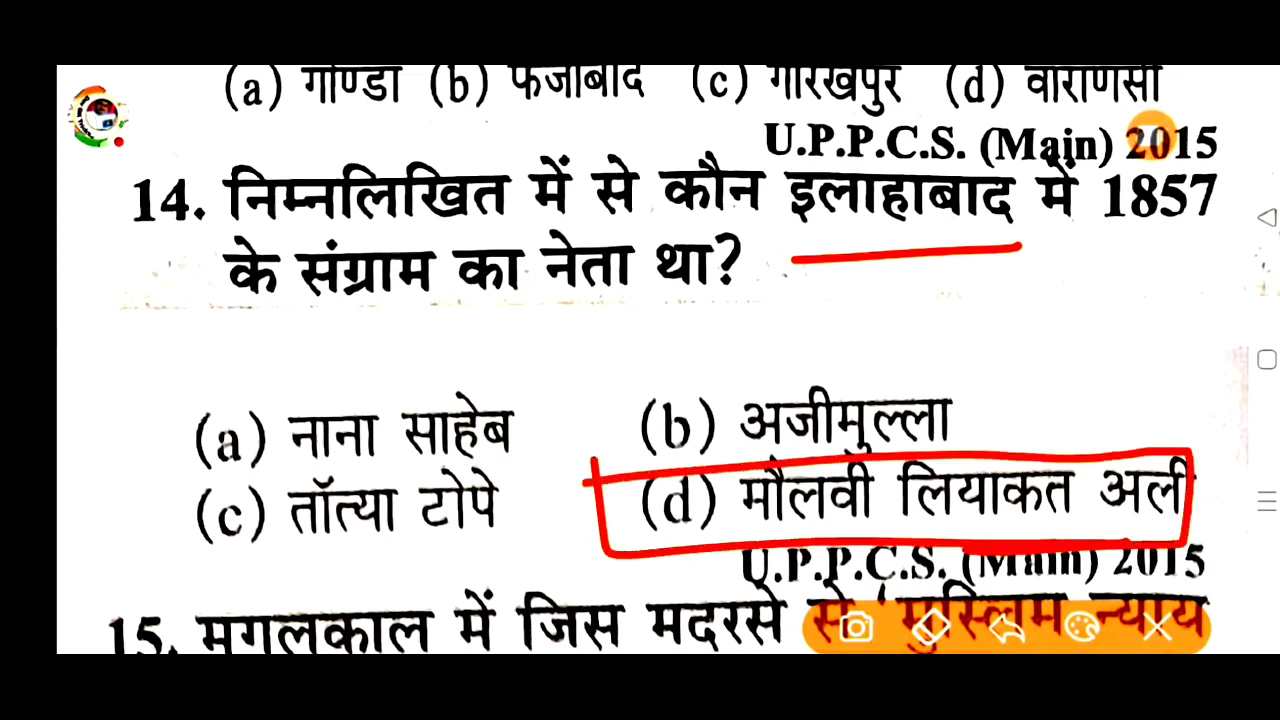 (a) गोण्डा (b) फैजाबाद (c) गोरखपुर (d) वाराणसी
U.P.P.C.S. (Main) 2015
14. निम्नलिखित में से कौन इलाहाबाद में 1857
के संग्राम का नेता था?
(a) नाना साहेब (b) अजीमुल्ला
(c) ताॅत्या टोपे (d) मौलवी लियाकत अली
U.P.P.C.S. (Main) 2015
15. मुगलकाल में जिस मदरसे से 'मुस्लिम न्याय